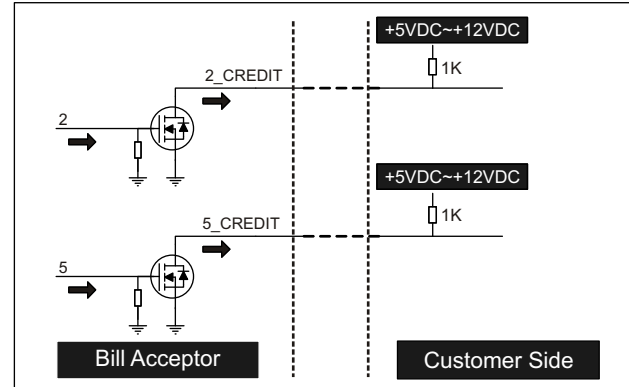 +5VDC~+12VDC
2_CREDIT
1K
2
+5VDC~+12VDC
5_CREDIT
1K
5
Bill Acceptor
Customer Side